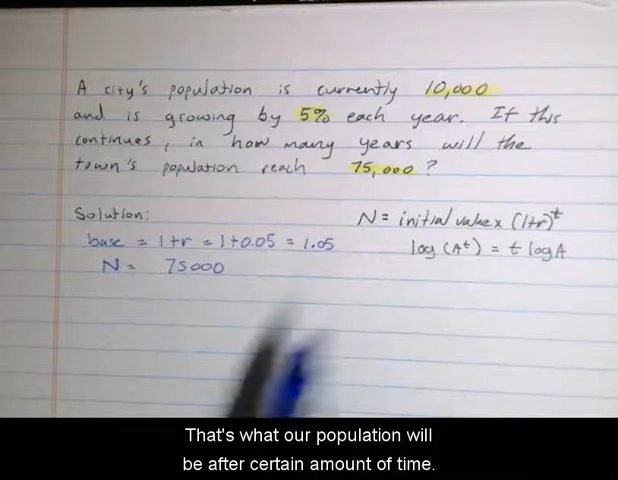 A city's population is currently 10,000
and is growing by 5% each year. If this
continues, in how many years will the
town's population reach 75,000?
Solution:
base = 1+r = 1+0.05 = 1.05
N = 75000
N = initial value x (1+r)^t
log (A^t) = t log A
That's what our population will
be after certain amount of time.